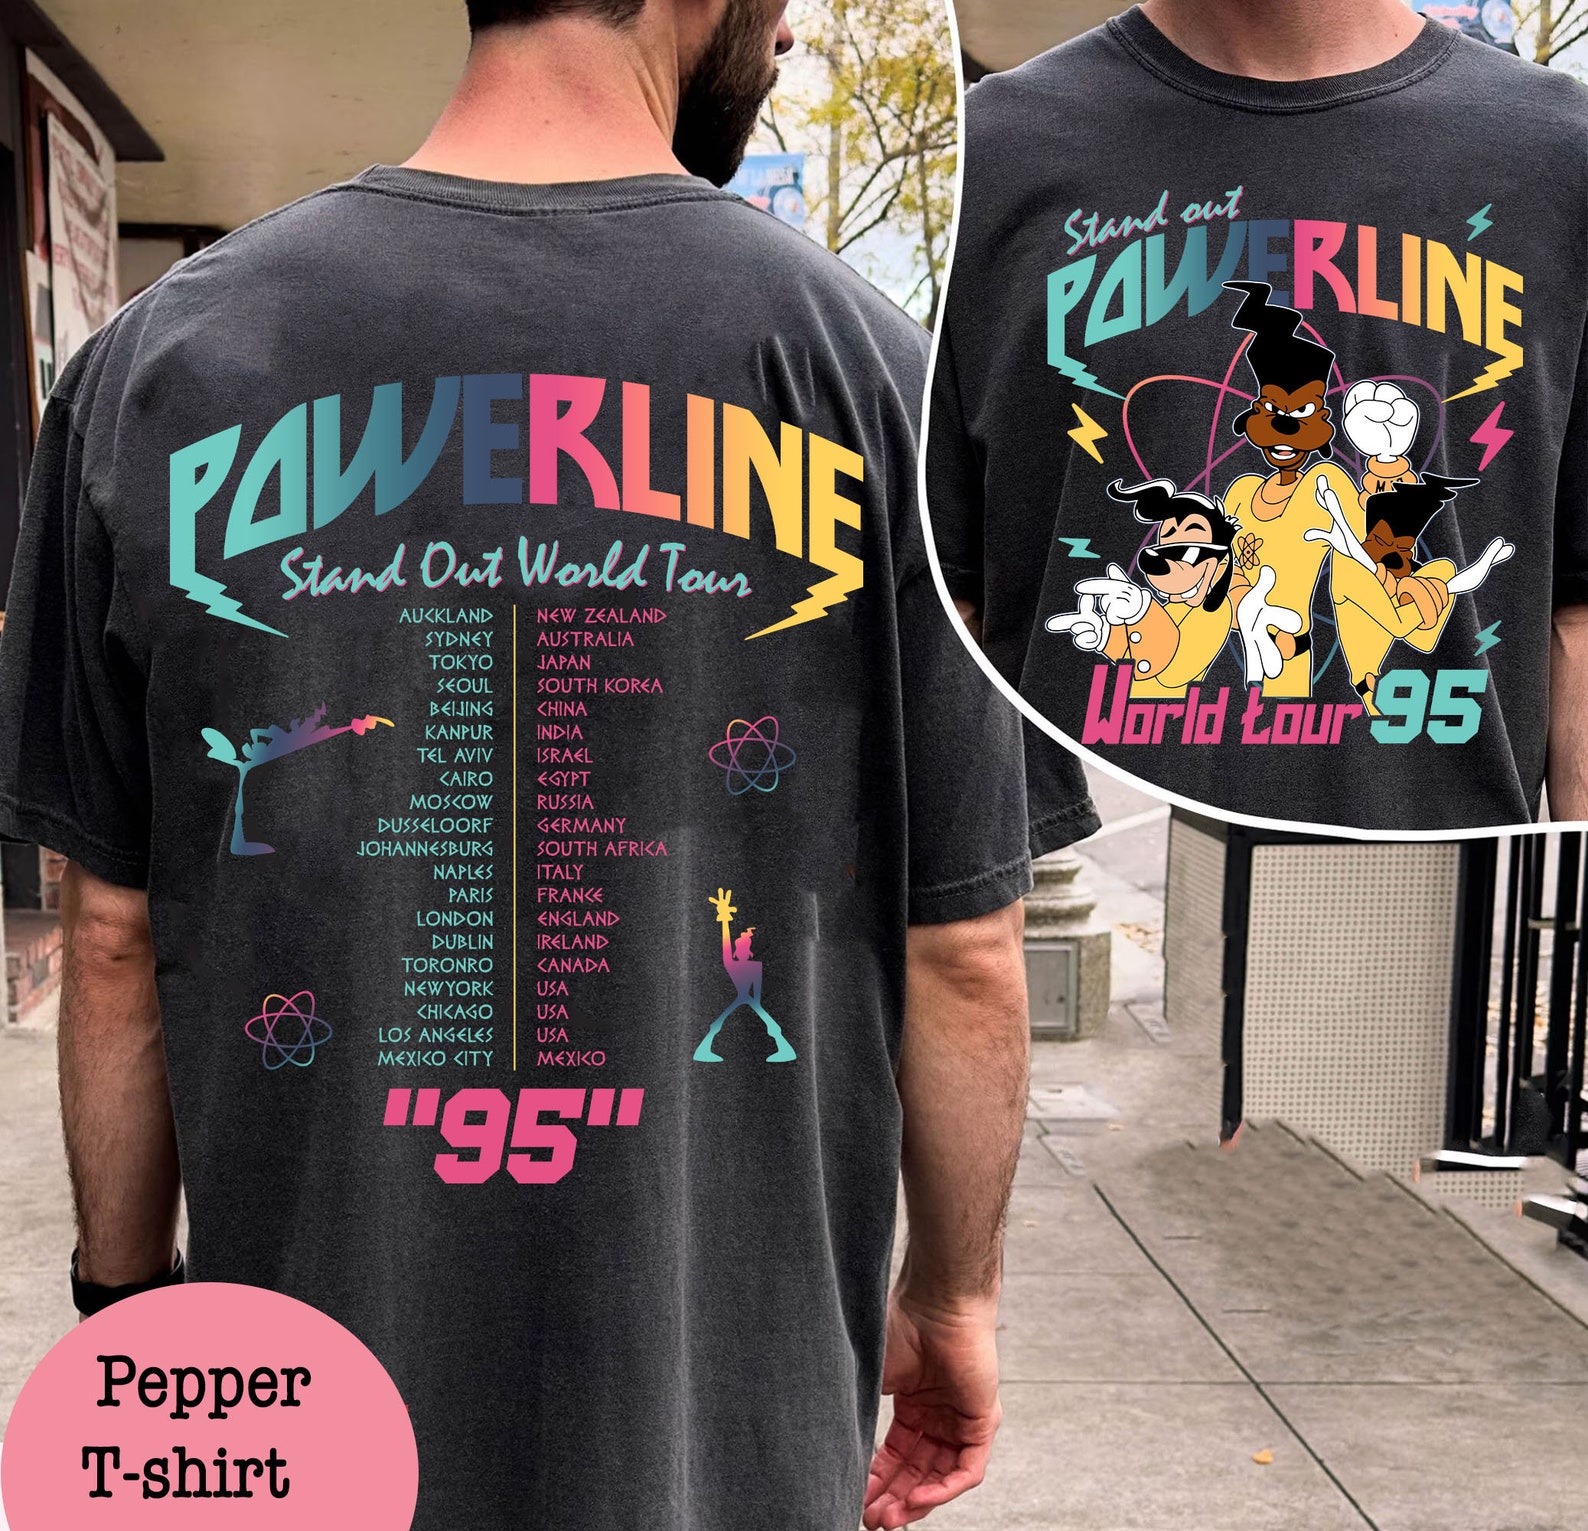 POWERLINE
Stand Out World Tour
AUCKLAND NEW ZEALAND
SYDNEY AUSTRALIA
TOKYO JAPAN
SEOUL SOUTH KOREA
BEIJING CHINA
KANPUR INDIA
TEL AVIV ISRAEL
CAIRO EGYPT
MOSCOW RUSSIA
DUSSELOORF GERMANY
JOHANNESBURG SOUTH AFRICA
NAPLES ITALY
PARIS FRANCE
LONDON ENGLAND
DUBLIN IRELAND
TORONRO CANADA
NEWYORK USA
CHICAGO USA
LOS ANGELES USA
MEXICO CITY MEXICO
"95"
Stand out
POWERLINE
World tour 95
Pepper
T-shirt